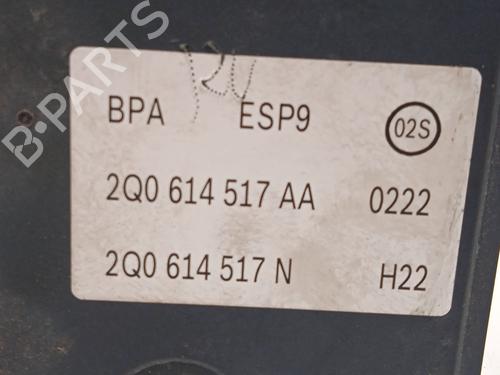 BPA ESP9 02S
2Q0 614 517 AA 0222
2Q0 614 517 N H22
B-PARTS